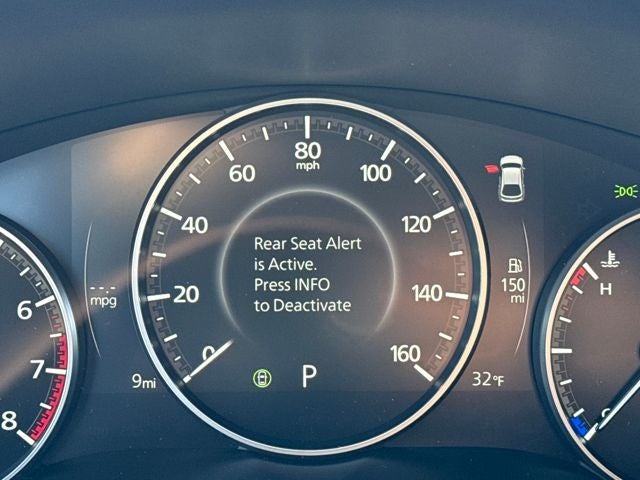 80
mph
60
100
40
120
Rear Seat Alert
is Active.
Press INFO
to Deactivate
--.-
mpg
20
140
150
mi
H
6
7
8
0
160
9mi
P
32°F
C